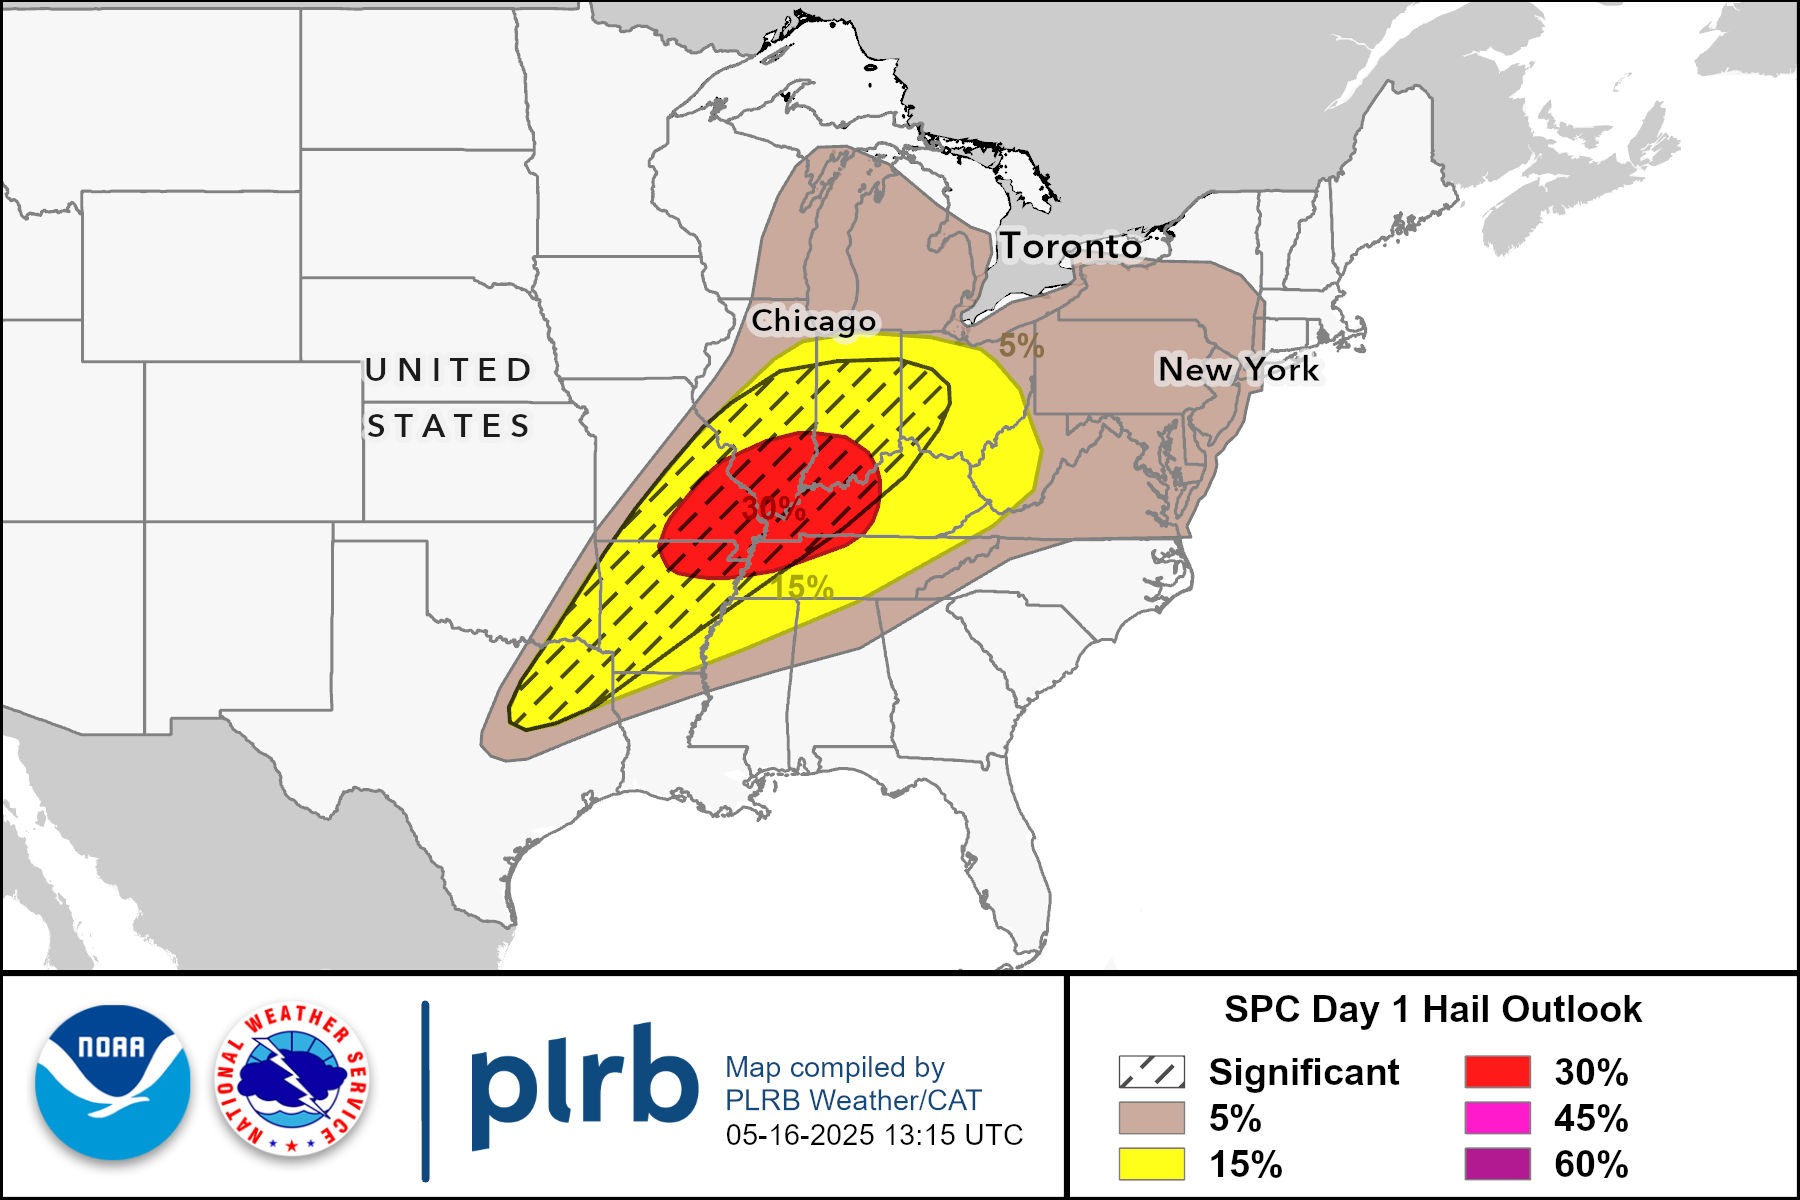 Toronto
Chicago
5%
UNITED
New York
STATES
30%
15%
NOAA
NATIONAL WEATHER SERVICE
plrb
Map compiled by
PLRB Weather/CAT
05-16-2025 13:15 UTC
SPC Day 1 Hail Outlook
Significant
5%
15%
30%
45%
60%